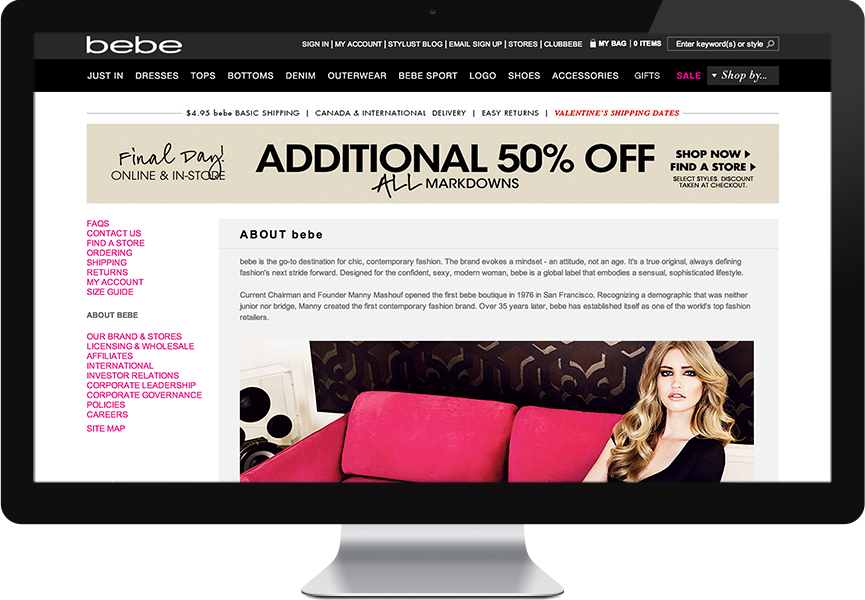 bebe
SIGN IN | MY ACCOUNT | STYLUST BLOG | EMAIL SIGN UP | STORES | CLUBBEBE
MY BAG | 0 ITEMS
Enter keyword(s) or style
JUST IN DRESSES TOPS BOTTOMS DENIM OUTERWEAR BEBE SPORT LOGO SHOES ACCESSORIES GIFTS SALE Shop by...
$4.95 bebe BASIC SHIPPING | CANADA & INTERNATIONAL DELIVERY | EASY RETURNS | VALENTINE'S SHIPPING DATES
Final Day!
ONLINE & IN-STORE
ADDITIONAL 50% OFF
ALL MARKDOWNS
SHOP NOW
FIND A STORE
SELECT STYLES. DISCOUNT
TAKEN AT CHECKOUT.
FAQS
CONTACT US
FIND A STORE
ORDERING
SHIPPING
RETURNS
MY ACCOUNT
SIZE GUIDE
ABOUT BEBE
OUR BRAND & STORES
LICENSING & WHOLESALE
AFFILIATES
INTERNATIONAL
INVESTOR RELATIONS
CORPORATE LEADERSHIP
CORPORATE GOVERNANCE
POLICIES
CAREERS
SITE MAP
ABOUT bebe
bebe is the go-to destination for chic, contemporary fashion. The brand evokes a mindset - an attitude, not an age. It's a true original, always defining
fashion's next stride forward. Designed for the confident, sexy, modern woman, bebe is a global label that embodies a sensual, sophisticated lifestyle.
Current Chairman and Founder Manny Mashouf opened the first bebe boutique in 1976 in San Francisco. Recognizing a demographic that was neither
junior nor bridge, Manny created the first contemporary fashion brand. Over 35 years later, bebe has established itself as one of the world's top fashion
retailers.